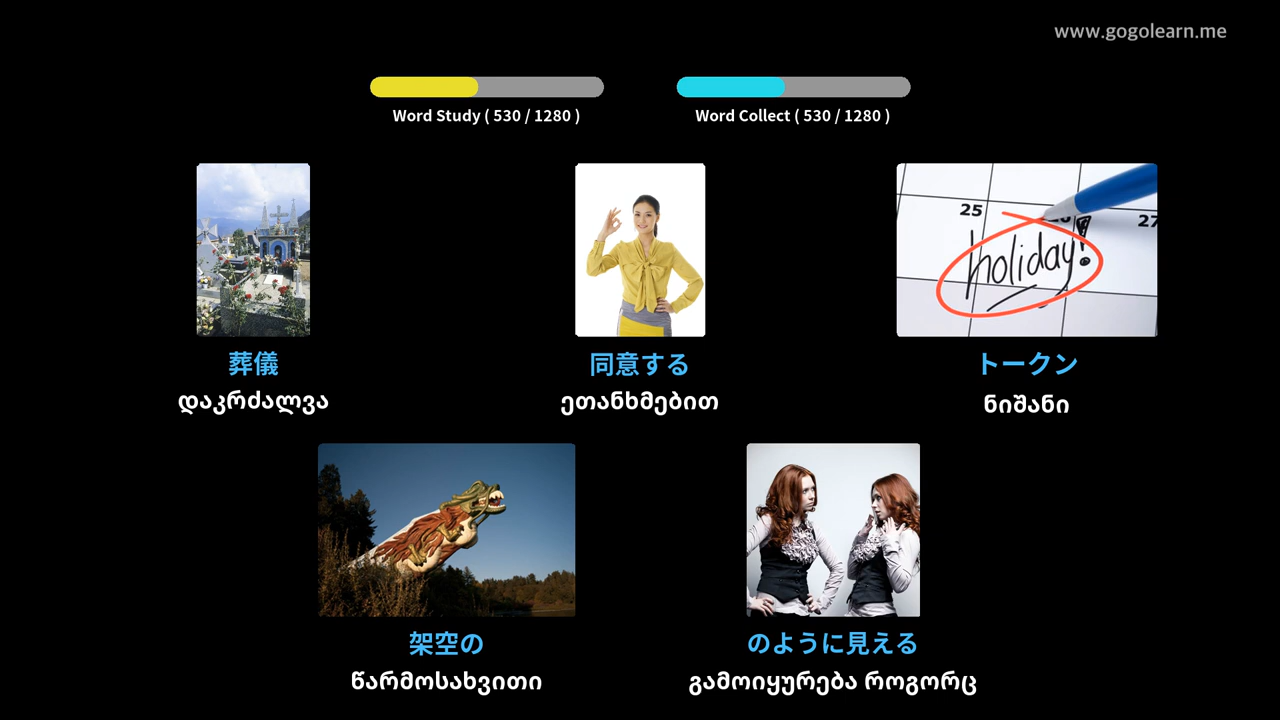 www.gogolearn.me
Word Study ( 530 / 1280 )
Word Collect ( 530 / 1280 )
25
27
holiday!
葬儀
同意する
トークン
დაკრძალვა
ეთანხმებით
ნიშანი
架空の
のように見える
წარმოსახვითი
გამოიყურება როგორც